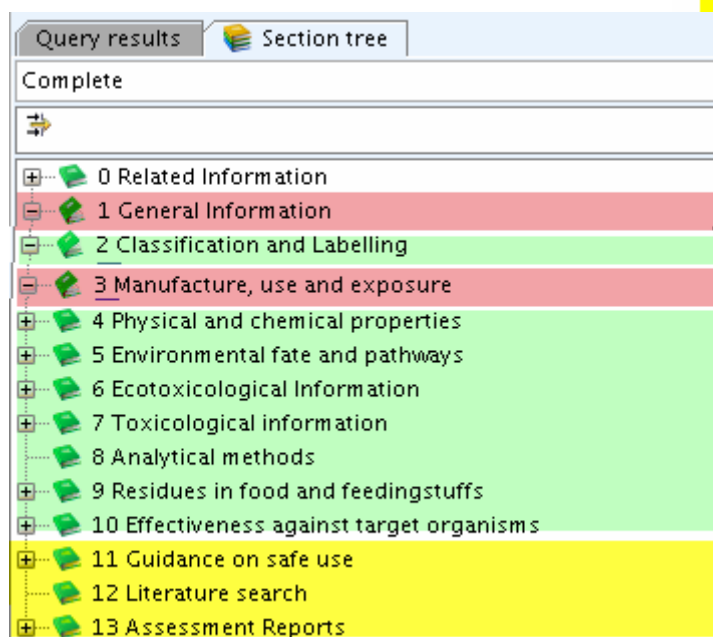 Query results Section tree
Complete
0 Related Information
1 General Information
2 Classification and Labelling
3 Manufacture, use and exposure
4 Physical and chemical properties
5 Environmental fate and pathways
6 Ecotoxicological Information
7 Toxicological information
8 Analytical methods
9 Residues in food and feedingstuffs
10 Effectiveness against target organisms
11 Guidance on safe use
12 Literature search
13 Assessment Reports